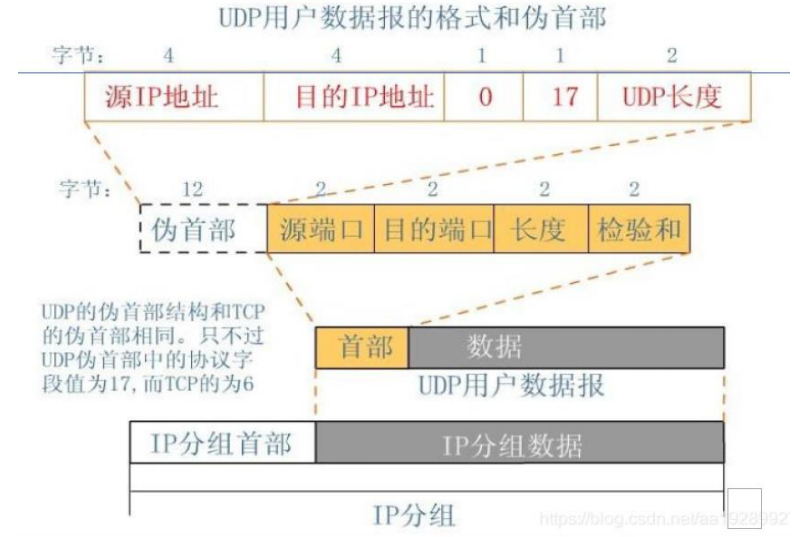 UDP用户数据报的格式和伪首部
字节: 4 4 1 1 2
源IP地址 目的IP地址 0 17 UDP长度
字节: 12 2 2 2 2
伪首部 源端口 目的端口 长度 检验和
UDP的伪首部结构和TCP
的伪首部相同。只不过
UDP伪首部中的协议字
段值为17,而TCP的为6
首部 数据
UDP用户数据报
IP分组首部 IP分组数据
IP分组